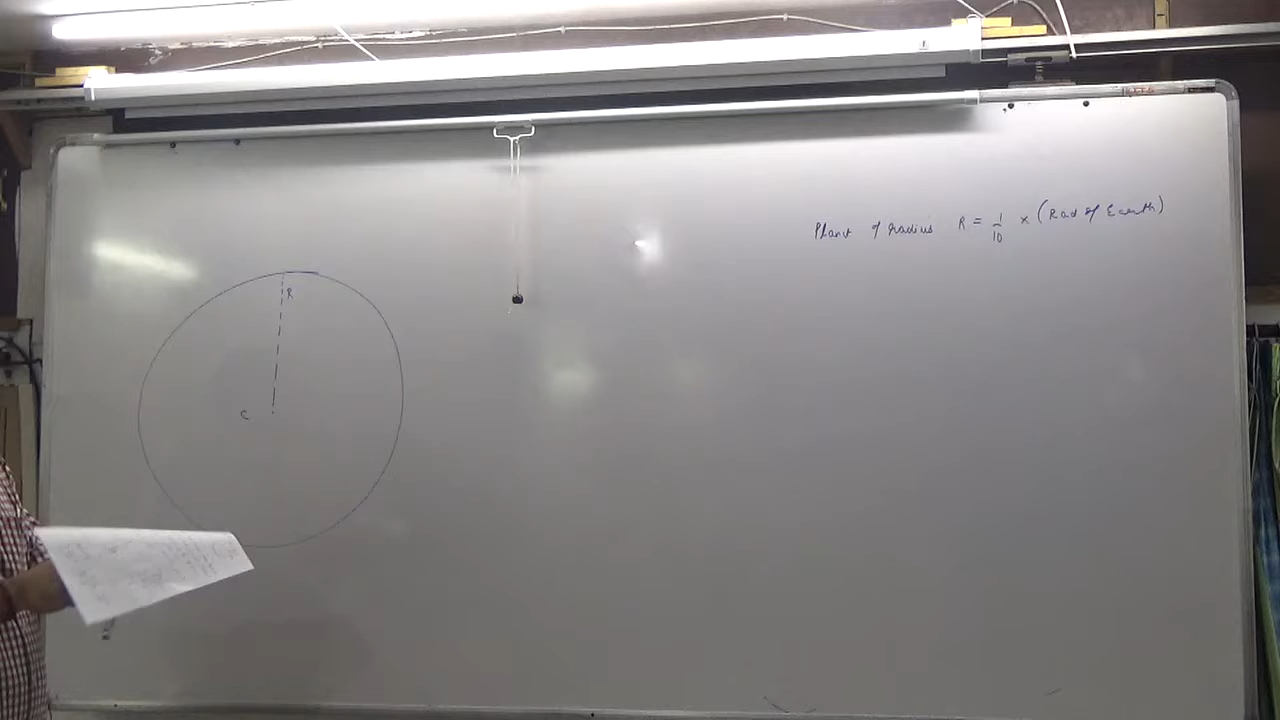 Planet of radius R = 1/10 × (Rad of Earth)
R
C